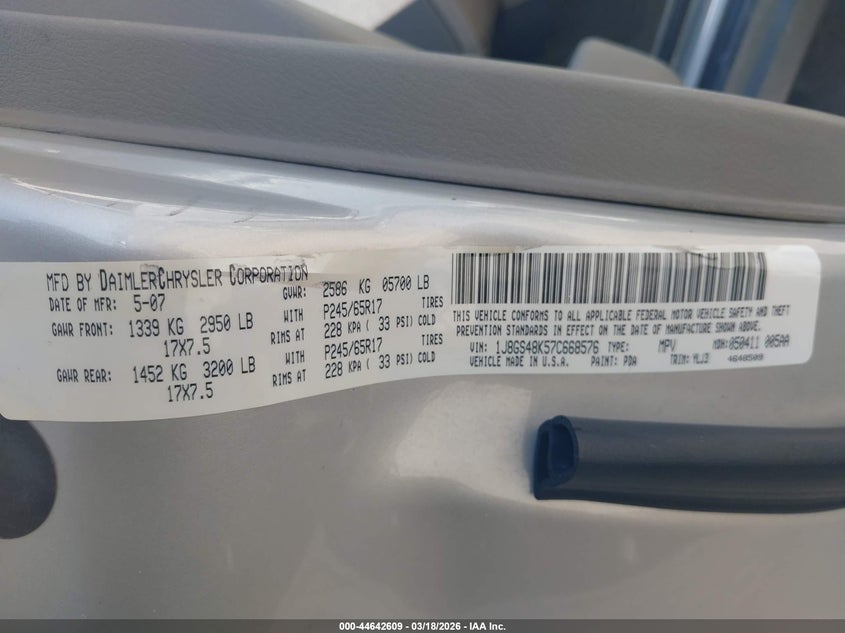 MFD BY DAIMLERCHRYSLER CORPORATION
DATE OF MFR: 5-07 GVWR: 2586 KG 05700 LB
GAWR FRONT: 1339 KG 2950 LB WITH P245/65R17 TIRES
17X7.5 RIMS AT 228 KPA ( 33 PSI) COLD
GAWR REAR: 1452 KG 3200 LB WITH P245/65R17 TIRES
17X7.5 RIMS AT 228 KPA ( 33 PSI) COLD
THIS VEHICLE CONFORMS TO ALL APPLICABLE FEDERAL MOTOR VEHICLE SAFETY AND THEFT
PREVENTION STANDARDS IN EFFECT ON THE DATE OF MANUFACTURE SHOWN ABOVE.
VIN: 1J8GS48K57C668576 TYPE: MPV MDH: 050411 005AA
VEHICLE MADE IN U.S.A. PAINT: PDA TRIM: YLJ3 4648509
000-44642609 — 03/18/2026 — IAA Inc.